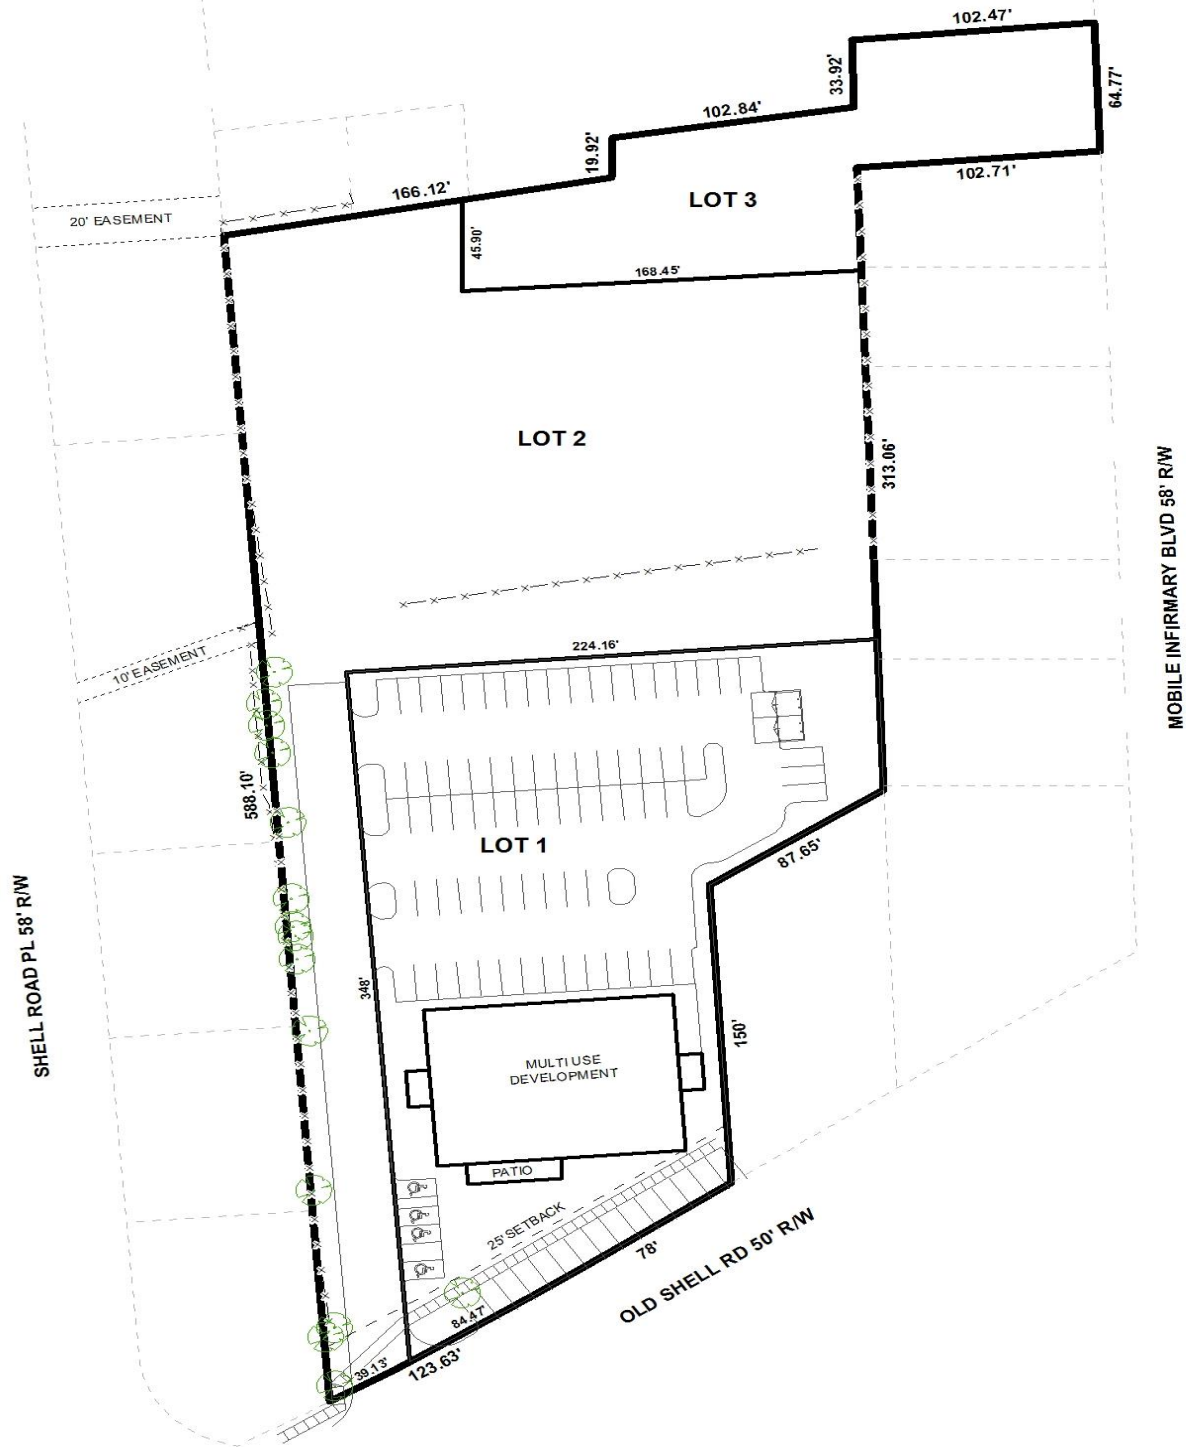 102.47'
33.92'
64.77'
102.84'
19.92'
102.71'
166.12'
LOT 3
20' EASEMENT
45.90'
168.45'
LOT 2
313.06'
MOBILE INFIRMARY BLVD 58' R/W
224.16'
10' EASEMENT
588.10'
LOT 1
87.65'
SHELL ROAD PL 58' R/W
348'
150'
MULTI USE
DEVELOPMENT
PATIO
25' SETBACK
78'
OLD SHELL RD 50' R/W
84.47'
39.13'
123.63'